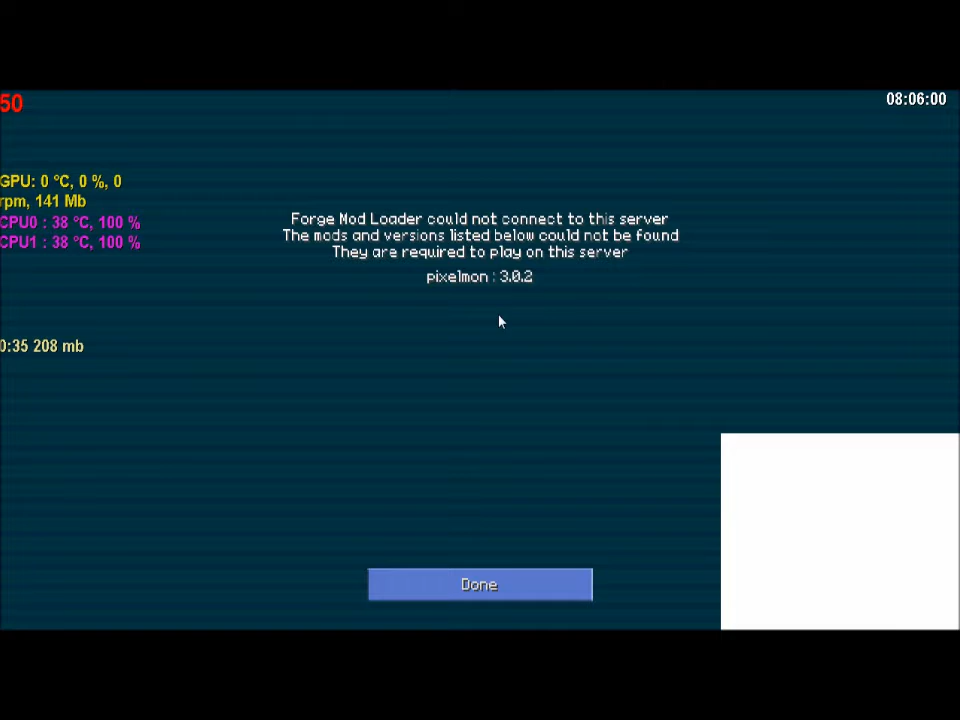 50
08:06:00
GPU: 0 °C, 0 %, 0
rpm, 141 Mb
CPU0 : 38 °C, 100 %
CPU1 : 38 °C, 100 %
Forge Mod Loader could not connect to this server
The mods and versions listed below could not be found
They are required to play on this server
pixelmon : 3.0.2
0:35 208 mb
Done